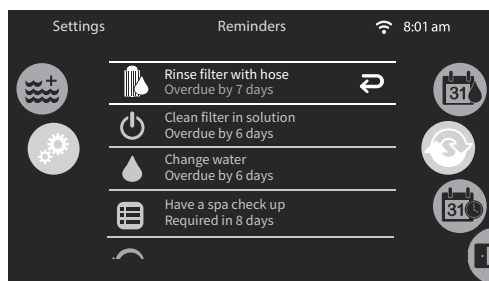 Settings
Reminders
8:01 am
Rinse filter with hose
Overdue by 7 days
31
Clean filter in solution
Overdue by 6 days
Change water
Overdue by 6 days
Have a spa check up
Required in 8 days
31